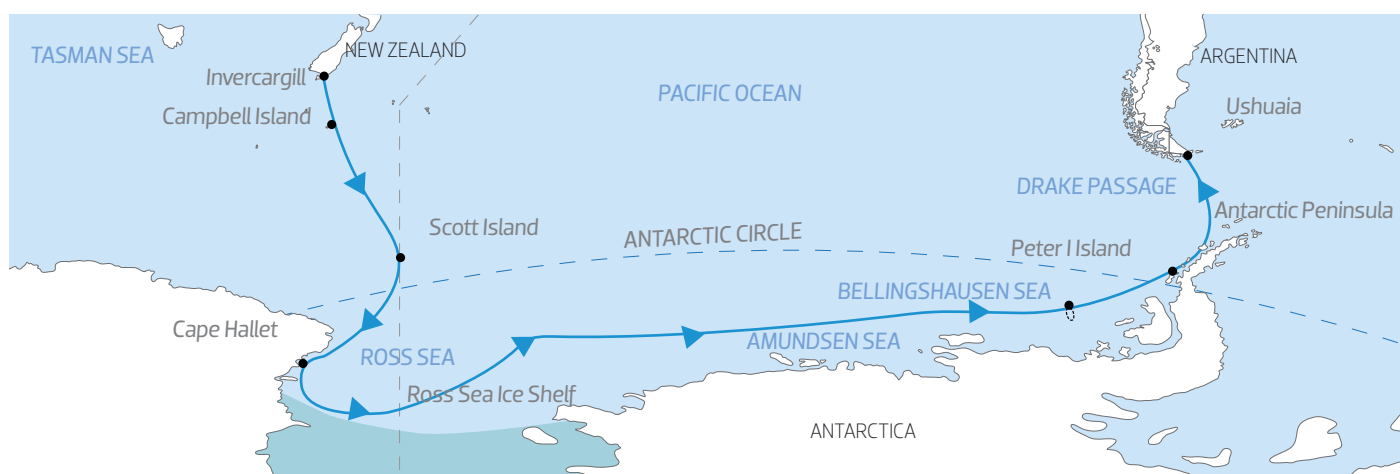 TASMAN SEA
NEW ZEALAND
Invercargill
Campbell Island
PACIFIC OCEAN
ARGENTINA
Ushuaia
DRAKE PASSAGE
Antarctic Peninsula
Scott Island
ANTARCTIC CIRCLE
Peter I Island
BELLINGSHAUSEN SEA
Cape Hallet
ROSS SEA
AMUNDSEN SEA
Ross Sea Ice Shelf
ANTARCTICA